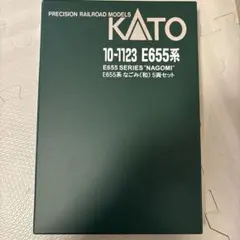 PRECISION RAILROAD MODELS
KATO
10-1123 E655系
E655 SERIES "NAGOMI"
E655系 なごみ(和) 5両セット